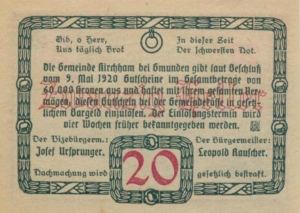 Gib, o Herr,
Uns täglich Brot
In dieser Zeit
Der schwersten Not.
Die Gemeinde Kirchham bei Gmunden gibt laut Beschluß
vom 9. Mai 1920 Gutscheine im Gesamtbetrage von
60.000 Kronen aus und haftet mit ihrem gesamten Ver-
mögen, diesen Gutschein bei der Gemeindekasse in gesetz-
lichem Bargeld einzulösen. Der Einlösungstermin wird
vier Wochen früher bekanntgegeben werden.
Der Vizebürgerm.:
Josef Ursprunger.
Der Bürgermeister:
Leopold Rauscher.
20
Nachmachung wird
gesetzlich bestraft.